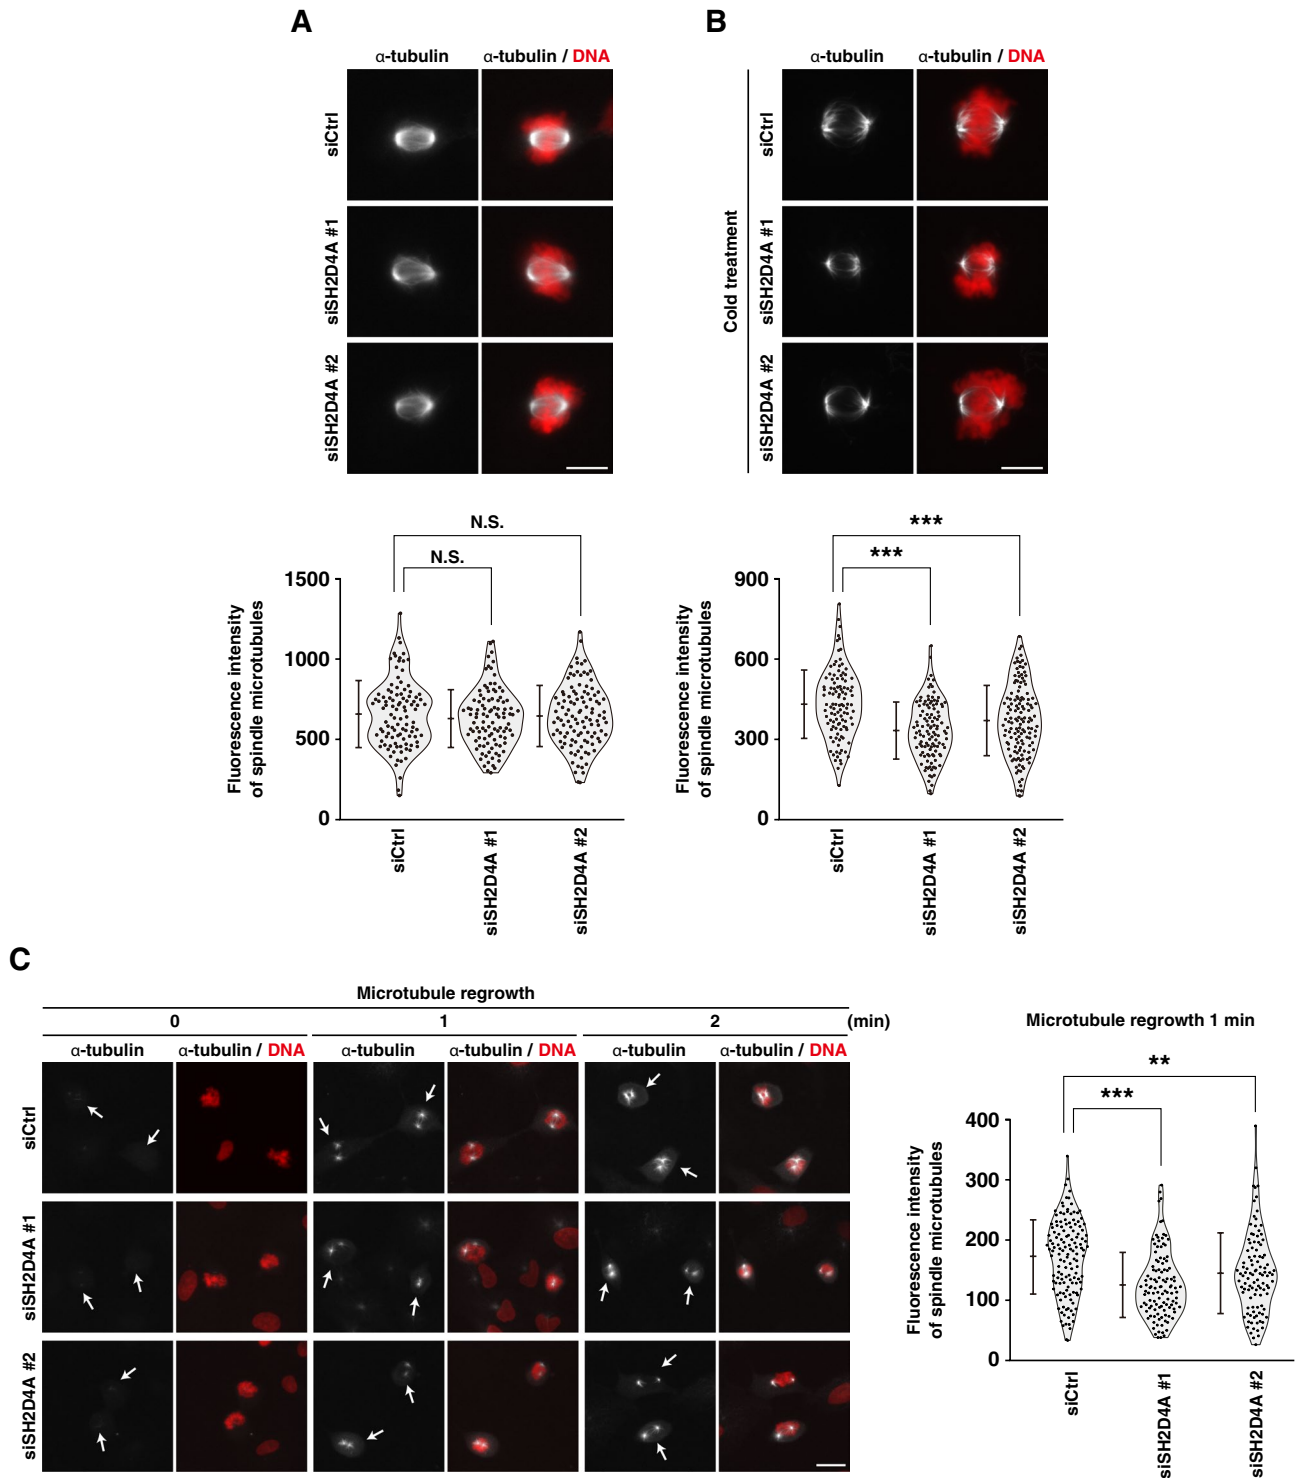 A
α-tubulin
α-tubulin / DNA
siCtrl
siSH2D4A #1
siSH2D4A #2
N.S.
N.S.
1500
1000
500
0
Fluorescence intensity
of spindle microtubules
siCtrl
siSH2D4A #1
siSH2D4A #2
B
α-tubulin
α-tubulin / DNA
Cold treatment
siCtrl
siSH2D4A #1
siSH2D4A #2
***
***
900
600
300
0
Fluorescence intensity
of spindle microtubules
siCtrl
siSH2D4A #1
siSH2D4A #2
C
Microtubule regrowth
0
1
2
(min)
α-tubulin
α-tubulin / DNA
α-tubulin
α-tubulin / DNA
α-tubulin
α-tubulin / DNA
siCtrl
siSH2D4A #1
siSH2D4A #2
Microtubule regrowth 1 min
**
***
400
300
200
100
0
Fluorescence intensity
of spindle microtubules
siCtrl
siSH2D4A #1
siSH2D4A #2